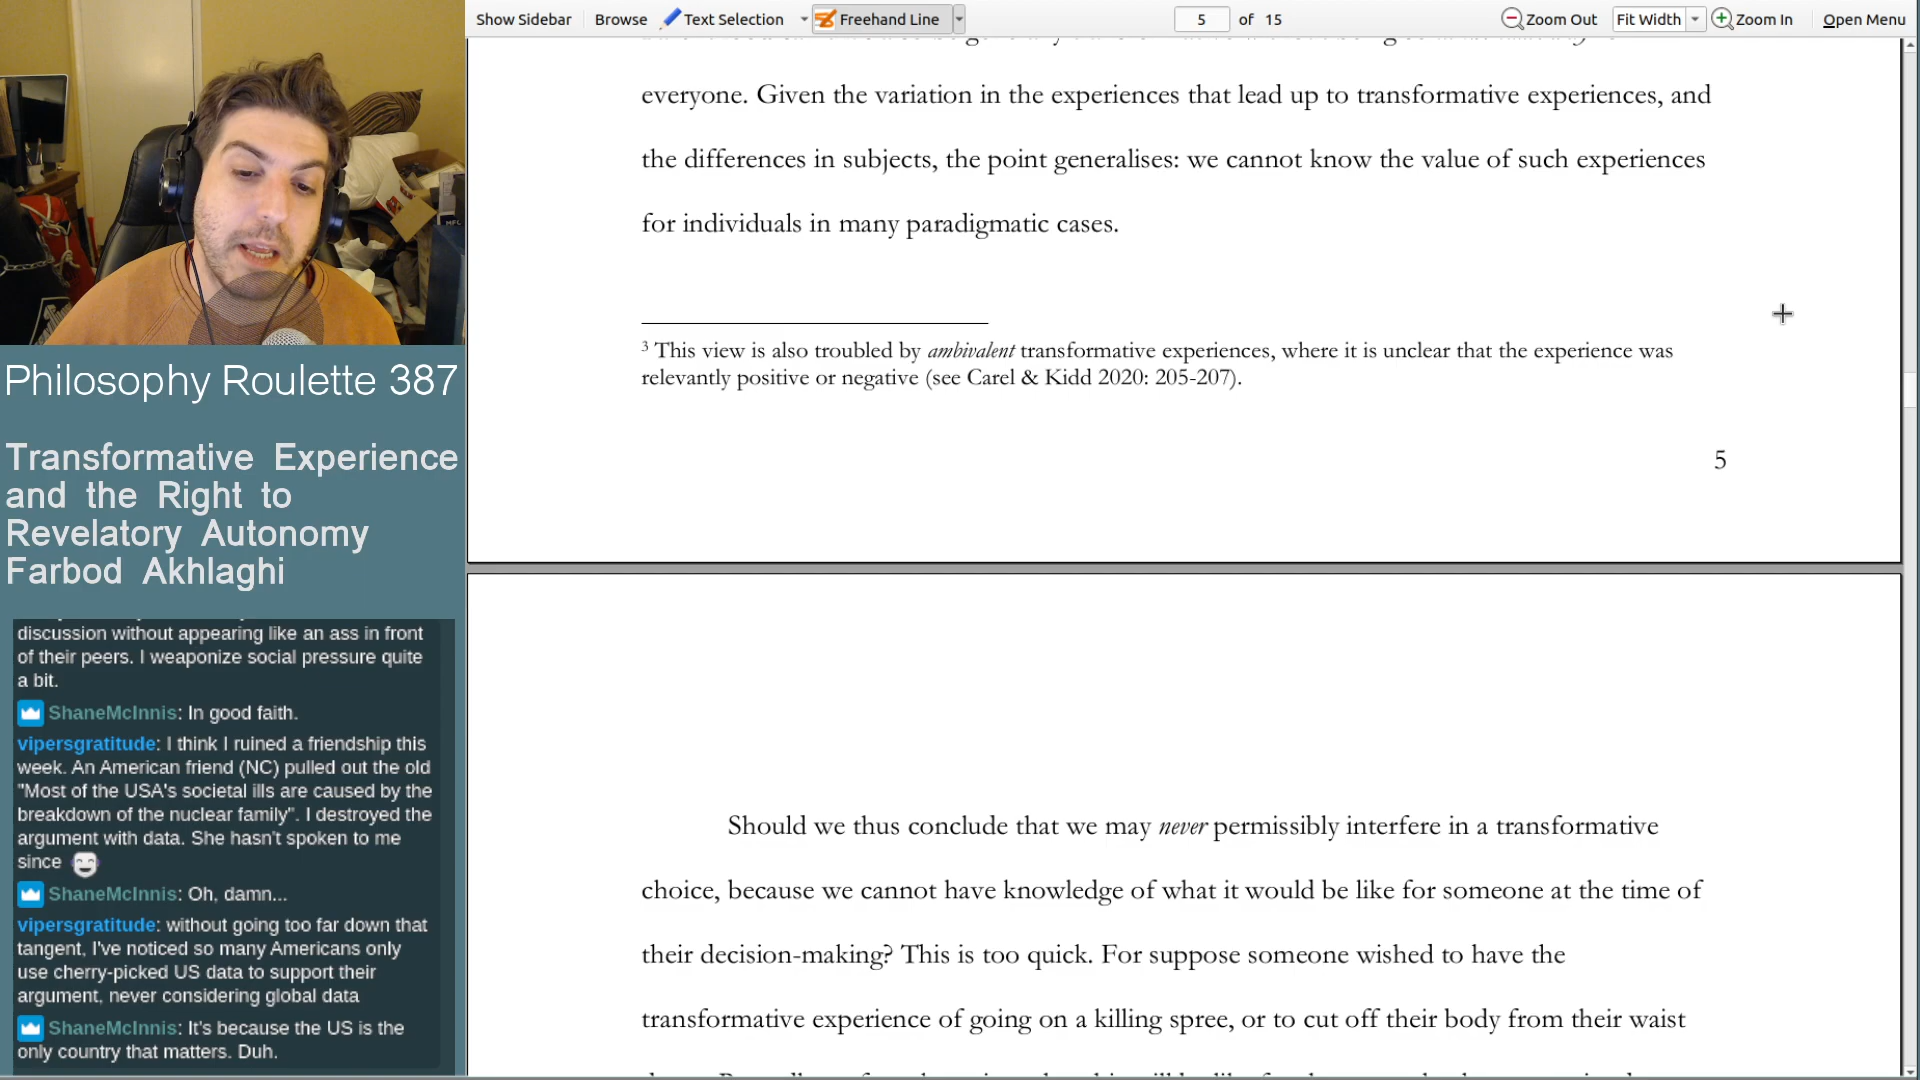 Show Sidebar Browse Text Selection Freehand Line 5 of 15 Zoom Out Fit Width Zoom In Open Menu
everyone. Given the variation in the experiences that lead up to transformative experiences, and
the differences in subjects, the point generalises: we cannot know the value of such experiences
for individuals in many paradigmatic cases.
3 This view is also troubled by ambivalent transformative experiences, where it is unclear that the experience was
relevantly positive or negative (see Carel & Kidd 2020: 205-207).
5
Should we thus conclude that we may never permissibly interfere in a transformative
choice, because we cannot have knowledge of what it would be like for someone at the time of
their decision-making? This is too quick. For suppose someone wished to have the
transformative experience of going on a killing spree, or to cut off their body from their waist
Philosophy Roulette 387
Transformative Experience
and the Right to
Revelatory Autonomy
Farbod Akhlaghi
discussion without appearing like an ass in front
of their peers. I weaponize social pressure quite
a bit.
ShaneMcInnis: In good faith.
vipersgratitude: I think I ruined a friendship this
week. An American friend (NC) pulled out the old
"Most of the USA's societal ills are caused by the
breakdown of the nuclear family". I destroyed the
argument with data. She hasn't spoken to me
since
ShaneMcInnis: Oh, damn...
vipersgratitude: without going too far down that
tangent, I've noticed so many Americans only
use cherry-picked US data to support their
argument, never considering global data
ShaneMcInnis: It's because the US is the
only country that matters. Duh.